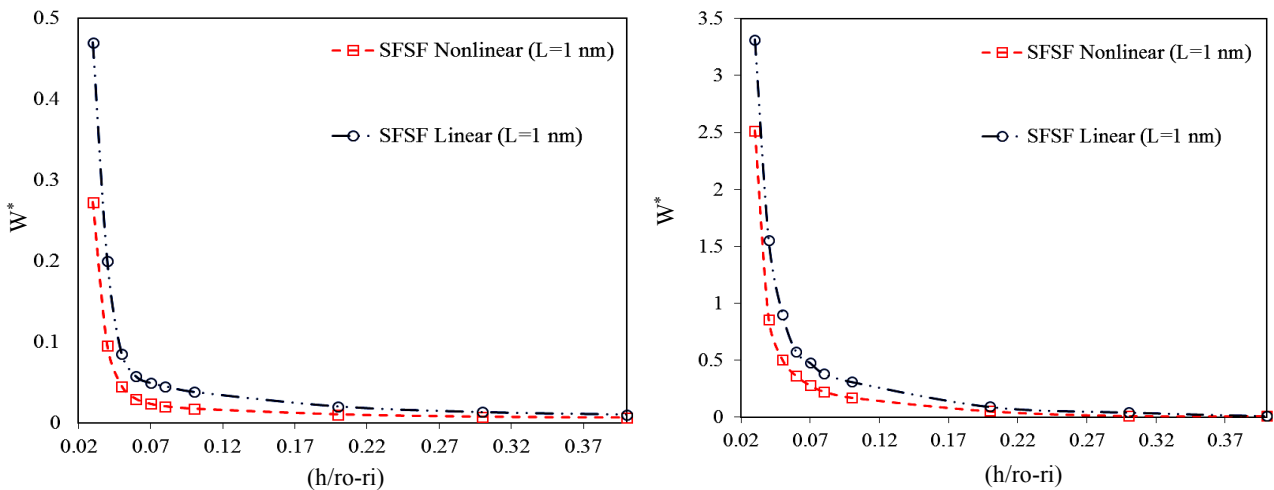 0.5
0.4
0.3
0.2
0.1
0
W*
SFSF Nonlinear (L=1 nm)
SFSF Linear (L=1 nm)
0.02 0.07 0.12 0.17 0.22 0.27 0.32 0.37
(h/ro-ri)
3.5
3
2.5
2
1.5
1
0.5
0
W*
SFSF Nonlinear (L=1 nm)
SFSF Linear (L=1 nm)
0.02 0.07 0.12 0.17 0.22 0.27 0.32 0.37
(h/ro-ri)